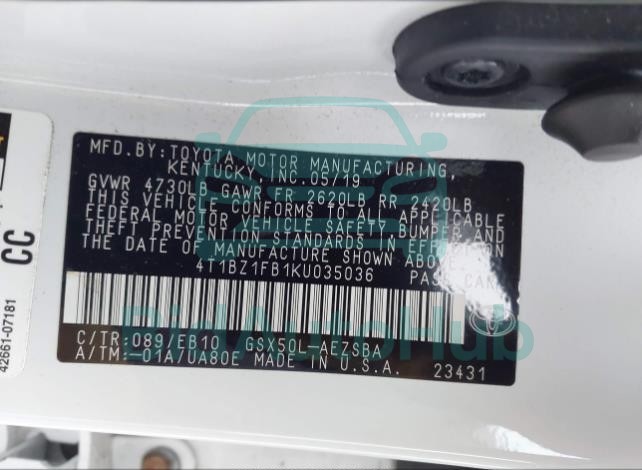 MFD. BY: TOYOTA MOTOR MANUFACTURING,
KENTUCKY, INC. 05/19
GVWR 4730LB GAWR FR 2620LB RR 2420LB
THIS VEHICLE CONFORMS TO ALL APPLICABLE
FEDERAL MOTOR VEHICLE SAFETY, BUMPER AND
THEFT PREVENTION STANDARDS IN EFFECT ON
THE DATE OF MANUFACTURE SHOWN ABOVE.
4T1BZ1FB1KU035036 PASS. CAR
C/TR: 089/EB10 GSX50L-AEZSBA
A/TM:-01A/UA80E MADE IN U.S.A. 23431
CC
42661-07181
BidAutoHub